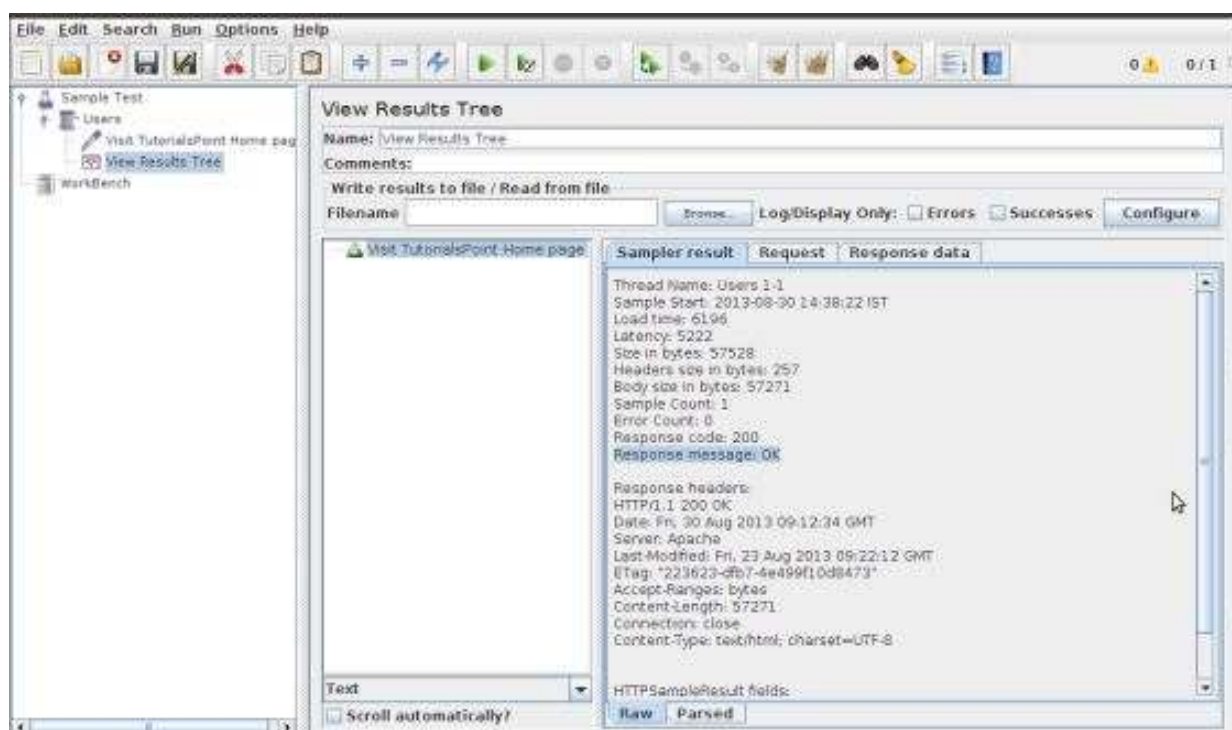 File Edit Search Run Options Help
0 0 / 1
Sample Test
Users
Visit TutorialsPoint Home pag
View Results Tree
WorkBench
View Results Tree
Name: View Results Tree
Comments:
Write results to file / Read from file
Filename Browse... Log/Display Only: Errors Successes Configure
Visit TutorialsPoint Home page
Sampler result Request Response data
Thread Name: Users 1-1
Sample Start: 2013-08-30 14:38:22 IST
Load time: 6196
Latency: 5222
Size in bytes: 57528
Headers size in bytes: 257
Body size in bytes: 57271
Sample Count: 1
Error Count: 0
Response code: 200
Response message: OK
Response headers:
HTTP/1.1 200 OK
Date: Fri, 30 Aug 2013 09:12:34 GMT
Server: Apache
Last-Modified: Fri, 23 Aug 2013 09:22:12 GMT
ETag: "223623-dfb7-4e499f10d8473"
Accept-Ranges: bytes
Content-Length: 57271
Connection: close
Content-Type: text/html; charset=UTF-8
HTTPSampleResult fields:
Text
Scroll automatically?
Raw Parsed